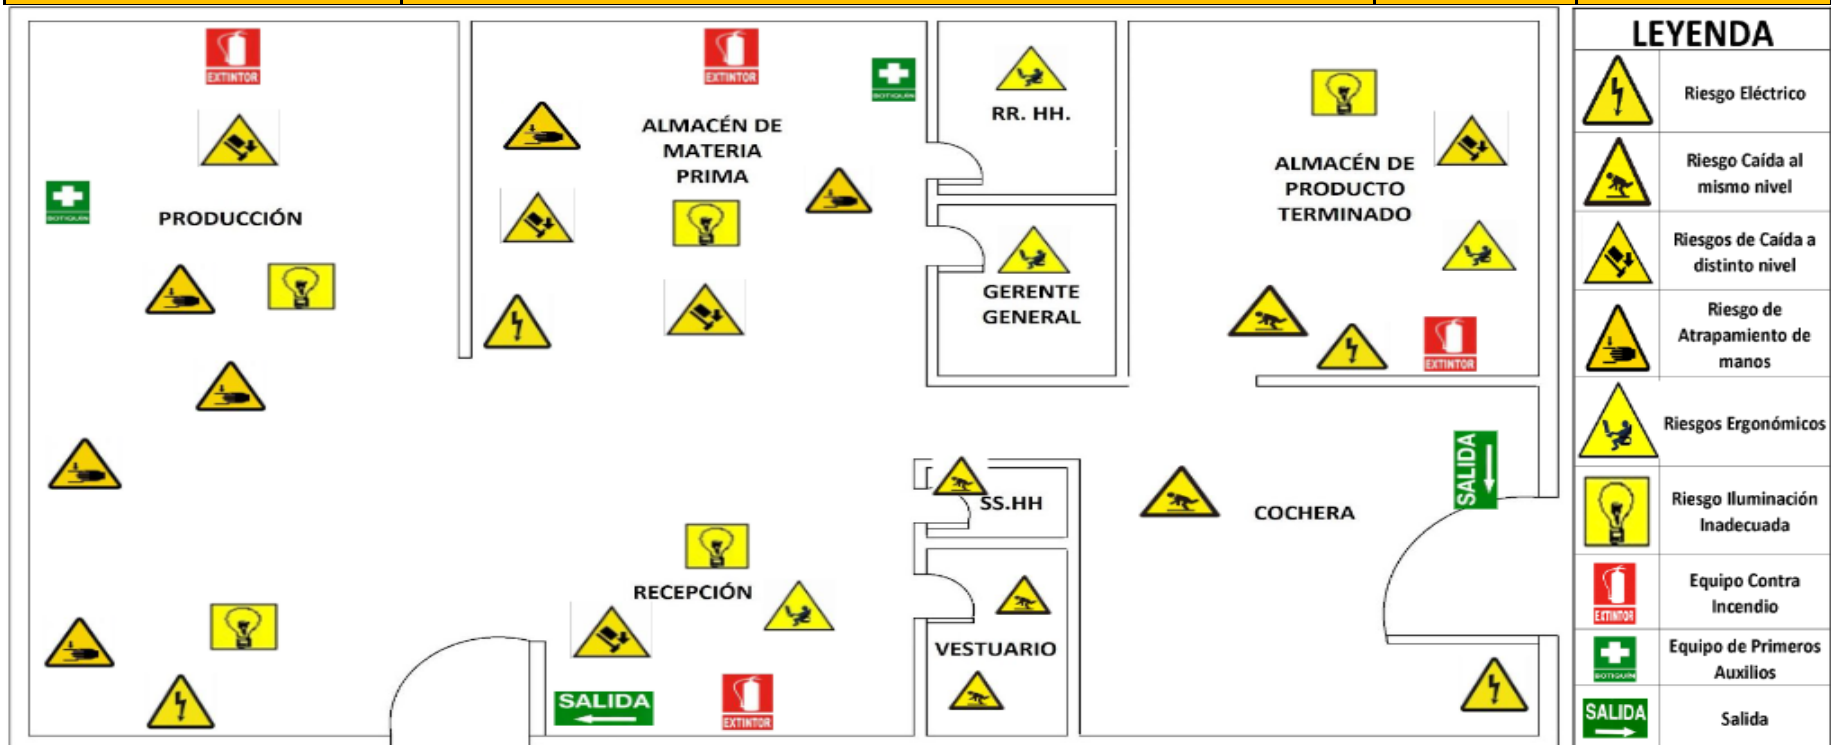 EXTINTOR
BOTIQUÍN
PRODUCCIÓN
EXTINTOR
BOTIQUÍN
ALMACÉN DE
MATERIA
PRIMA
RR. HH.
GERENTE
GENERAL
ALMACÉN DE
PRODUCTO
TERMINADO
EXTINTOR
SALIDA
COCHERA
SS.HH
VESTUARIO
RECEPCIÓN
SALIDA
EXTINTOR
LEYENDA
Riesgo Eléctrico
Riesgo Caída al
mismo nivel
Riesgos de Caída a
distinto nivel
Riesgo de
Atrapamiento de
manos
Riesgos Ergonómicos
Riesgo Iluminación
Inadecuada
EXTINTOR
Equipo Contra
Incendio
BOTIQUÍN
Equipo de Primeros
Auxilios
SALIDA
Salida